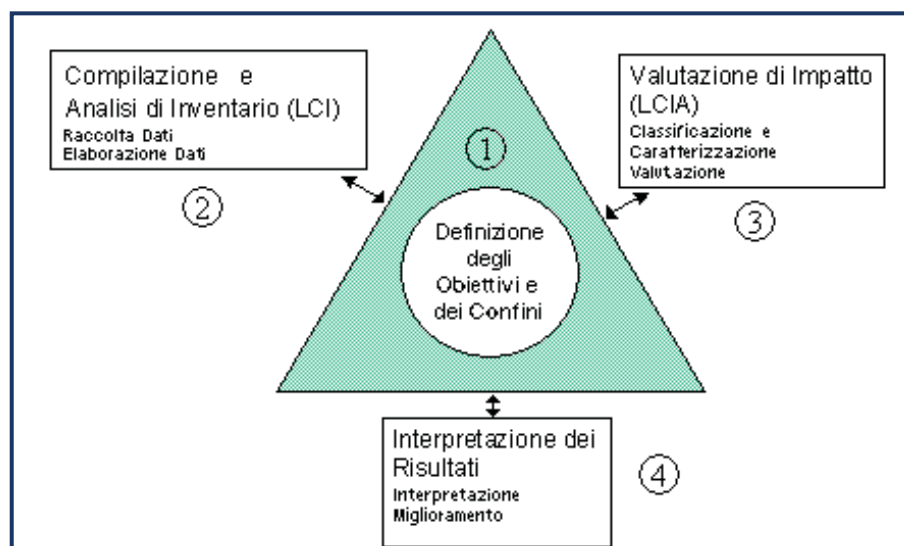 Compilazione e
Analisi di Inventario (LCI)
Raccolta Dati
Elaborazione Dati
2
1
Definizione
degli
Obiettivi e
dei Confini
Valutazione di Impatto
(LCIA)
Classificazione e
Caratterizzazione
Valutazione
3
Interpretazione dei
Risultati
Interpretazione
Miglioramento
4